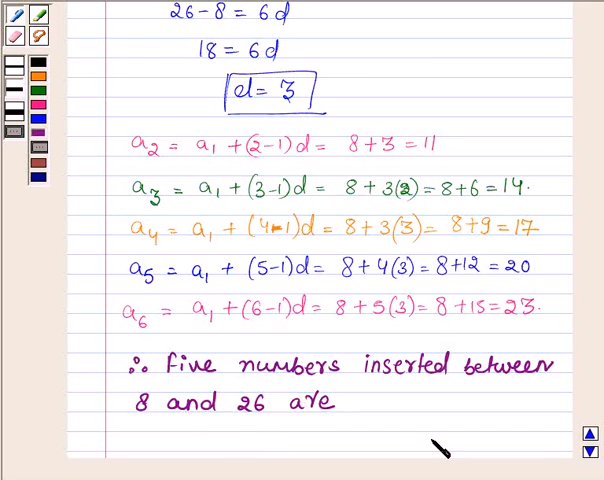 26 - 8 = 6d
18 = 6d
d = 3
a₂ = a₁ + (2-1)d = 8+3 = 11
a₃ = a₁ + (3-1)d = 8+3(2) = 8+6 = 14.
a₄ = a₁ + (4-1)d = 8+3(3) = 8+9 = 17
a₅ = a₁ + (5-1)d = 8+4(3) = 8+12 = 20
a₆ = a₁ + (6-1)d = 8+5(3) = 8+15 = 23.
∴ Five numbers inserted between
8 and 26 are